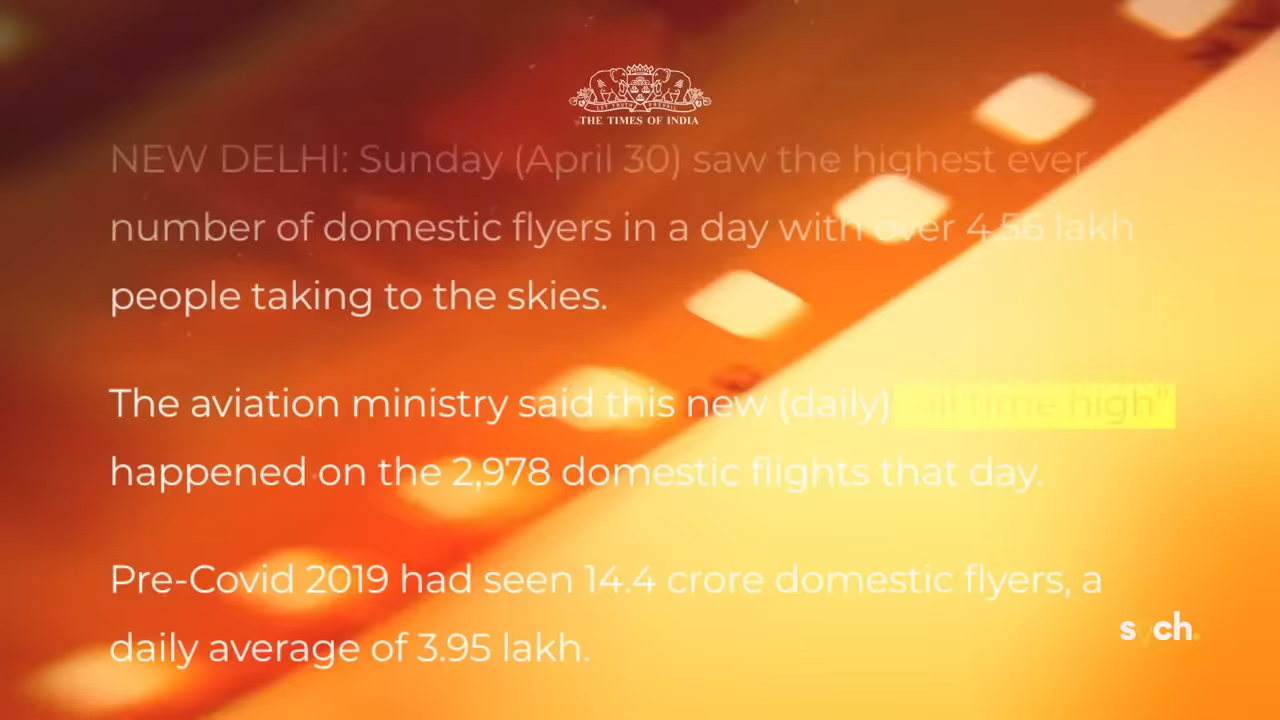 LET TRUTH PREVAIL
THE TIMES OF INDIA
NEW DELHI: Sunday (April 30) saw the highest ever
number of domestic flyers in a day with over 4.56 lakh
people taking to the skies.
The aviation ministry said this new (daily) "all time high"
happened on the 2,978 domestic flights that day.
Pre-Covid 2019 had seen 14.4 crore domestic flyers, a
daily average of 3.95 lakh.
sych.